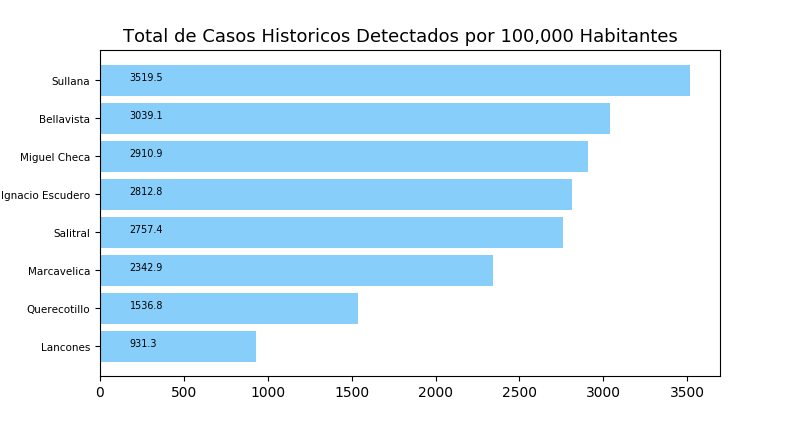 Total de Casos Historicos Detectados por 100,000 Habitantes
Sullana 3519.5
Bellavista 3039.1
Miguel Checa 2910.9
Ignacio Escudero 2812.8
Salitral 2757.4
Marcavelica 2342.9
Querecotillo 1536.8
Lancones 931.3
0 500 1000 1500 2000 2500 3000 3500